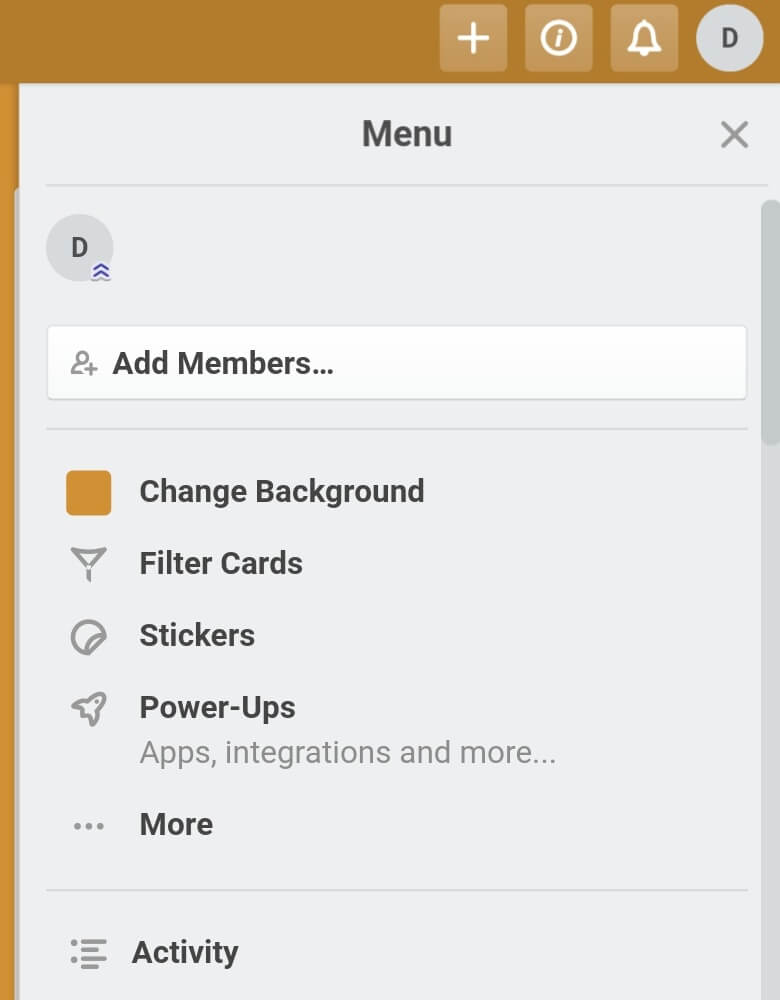 D
Menu
D
Add Members…
Change Background
Filter Cards
Stickers
Power-Ups
Apps, integrations and more...
More
Activity